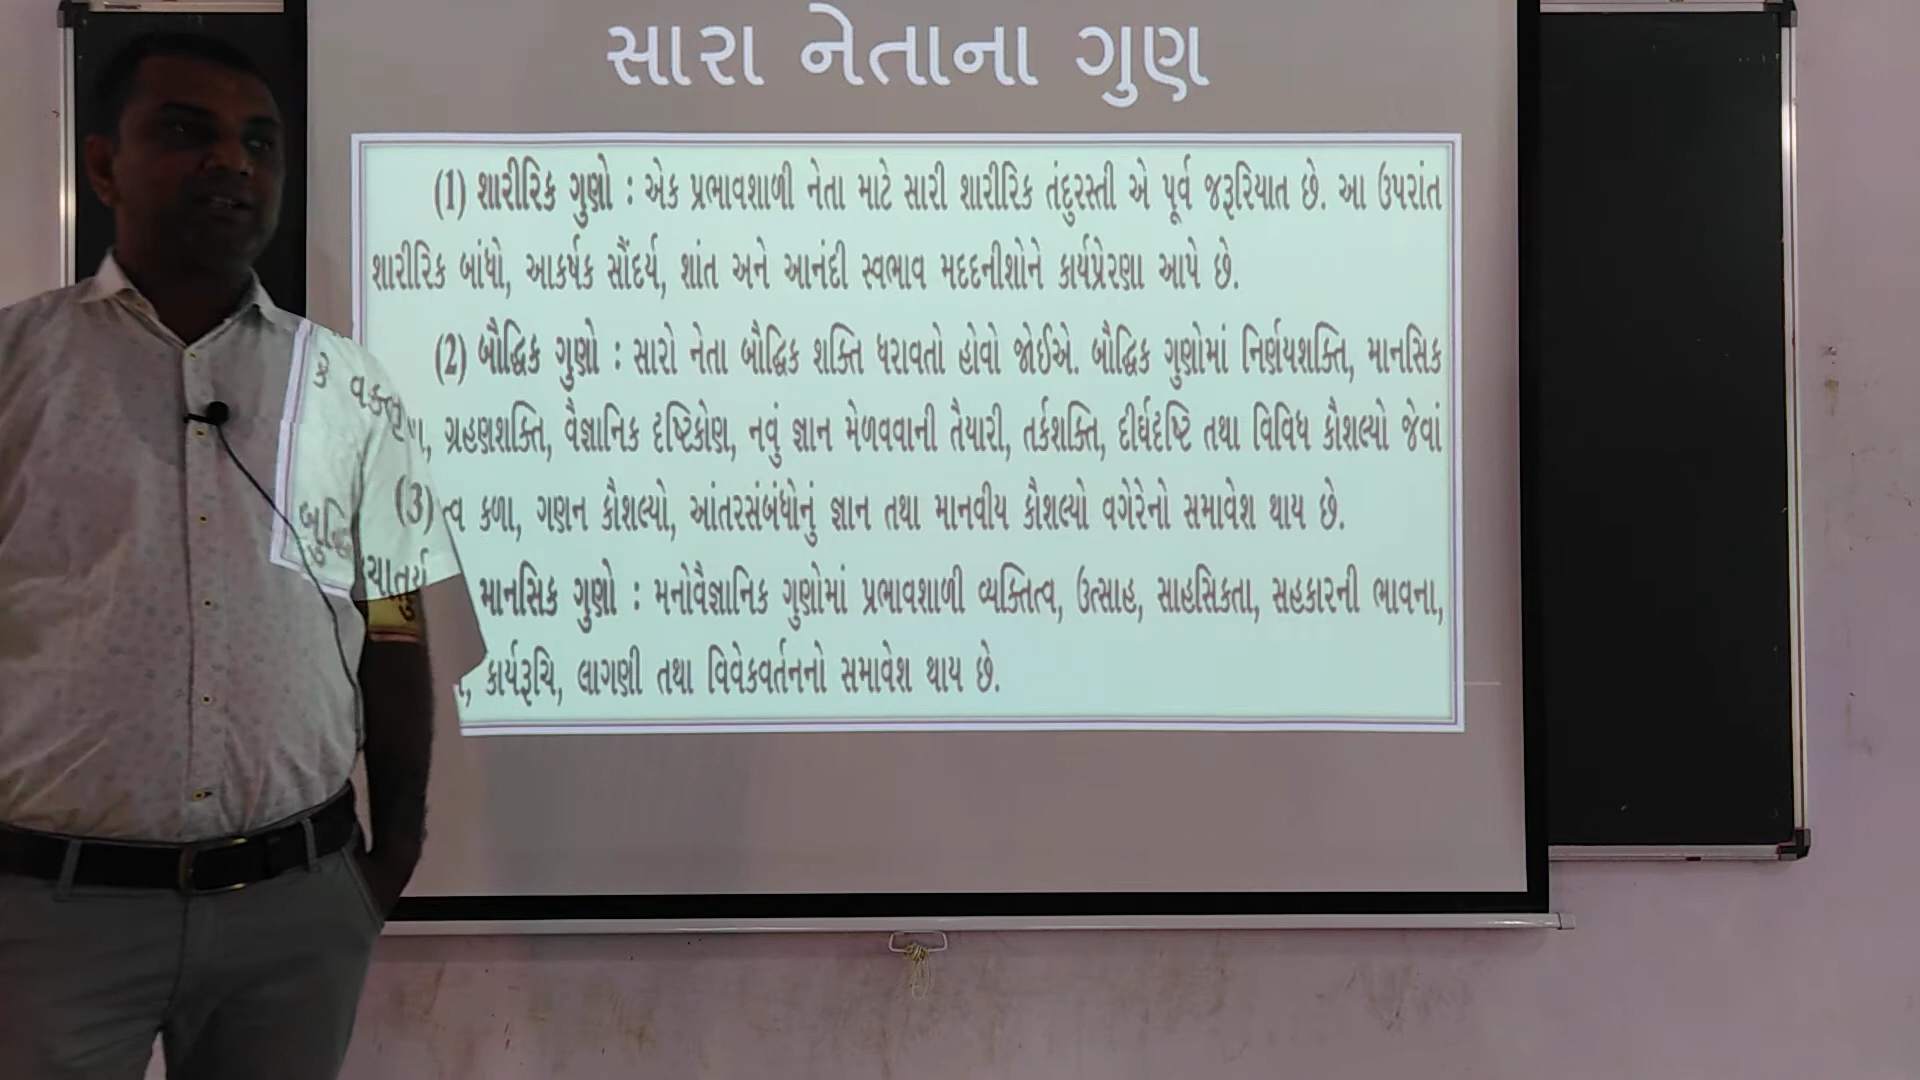 સારા નેતાના ગુણ
(1) શારીરિક ગુણો : એક પ્રભાવશાળી નેતા માટે સારી શારીરિક તંદુરસ્તી એ પૂર્વ જરૂરિયાત છે. આ ઉપરાંત
શારીરિક બાંધો, આકર્ષક સૌંદર્ય, શાંત અને આનંદી સ્વભાવ મદદનીશોને કાર્યપ્રેરણા આપે છે.
(2) બૌદ્ધિક ગુણો : સારો નેતા બૌદ્ધિક શક્તિ ધરાવતો હોવો જોઈએ. બૌદ્ધિક ગુણોમાં નિર્ણયશક્તિ, માનસિક
ગ્રહણશક્તિ, વૈજ્ઞાનિક દૃષ્ટિકોણ, નવું જ્ઞાન મેળવવાની તૈયારી, તર્કશક્તિ, દીર્ઘદૃષ્ટિ તથા વિવિધ કૌશલ્યો જેવાં
કે વક્તૃત્વ કળા, ગણન કૌશલ્યો, આંતરસંબંધોનું જ્ઞાન તથા માનવીય કૌશલ્યો વગેરેનો સમાવેશ થાય છે.
(3) માનસિક ગુણો : મનોવૈજ્ઞાનિક ગુણોમાં પ્રભાવશાળી વ્યક્તિત્વ, ઉત્સાહ, સાહસિકતા, સહકારની ભાવના,
કાર્યરૂચિ, લાગણી તથા વિવેકવર્તનનો સમાવેશ થાય છે.